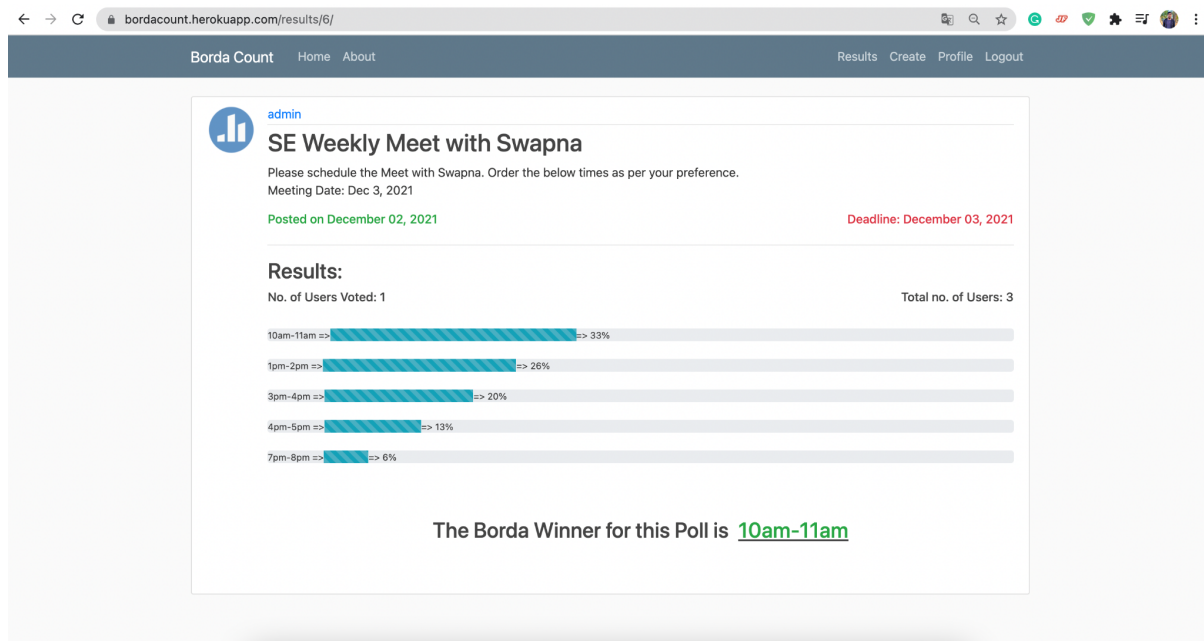 bordacount.herokuapp.com/results/6/
Borda Count Home About Results Create Profile Logout
admin
SE Weekly Meet with Swapna
Please schedule the Meet with Swapna. Order the below times as per your preference.
Meeting Date: Dec 3, 2021
Posted on December 02, 2021 Deadline: December 03, 2021
Results:
No. of Users Voted: 1 Total no. of Users: 3
10am-11am => => 33%
1pm-2pm => => 26%
3pm-4pm => => 20%
4pm-5pm => => 13%
7pm-8pm => => 6%
The Borda Winner for this Poll is 10am-11am